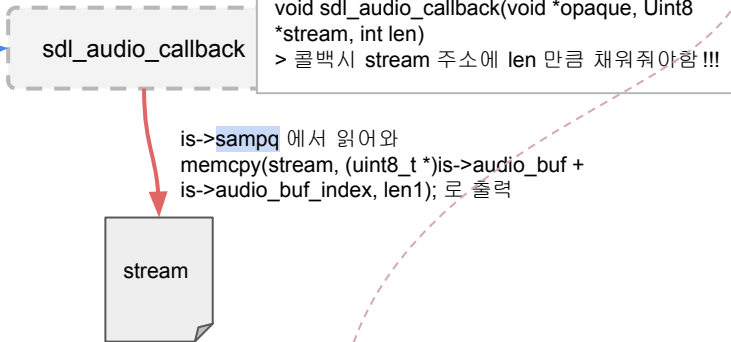 void sdl_audio_callback(void *opaque, Uint8
*stream, int len)
> 콜백시 stream 주소에 len 만큼 채워줘야함 !!!
sdl_audio_callback
is->sampq 에서 읽어와
memcpy(stream, (uint8_t *)is->audio_buf +
is->audio_buf_index, len1); 로 출력
stream